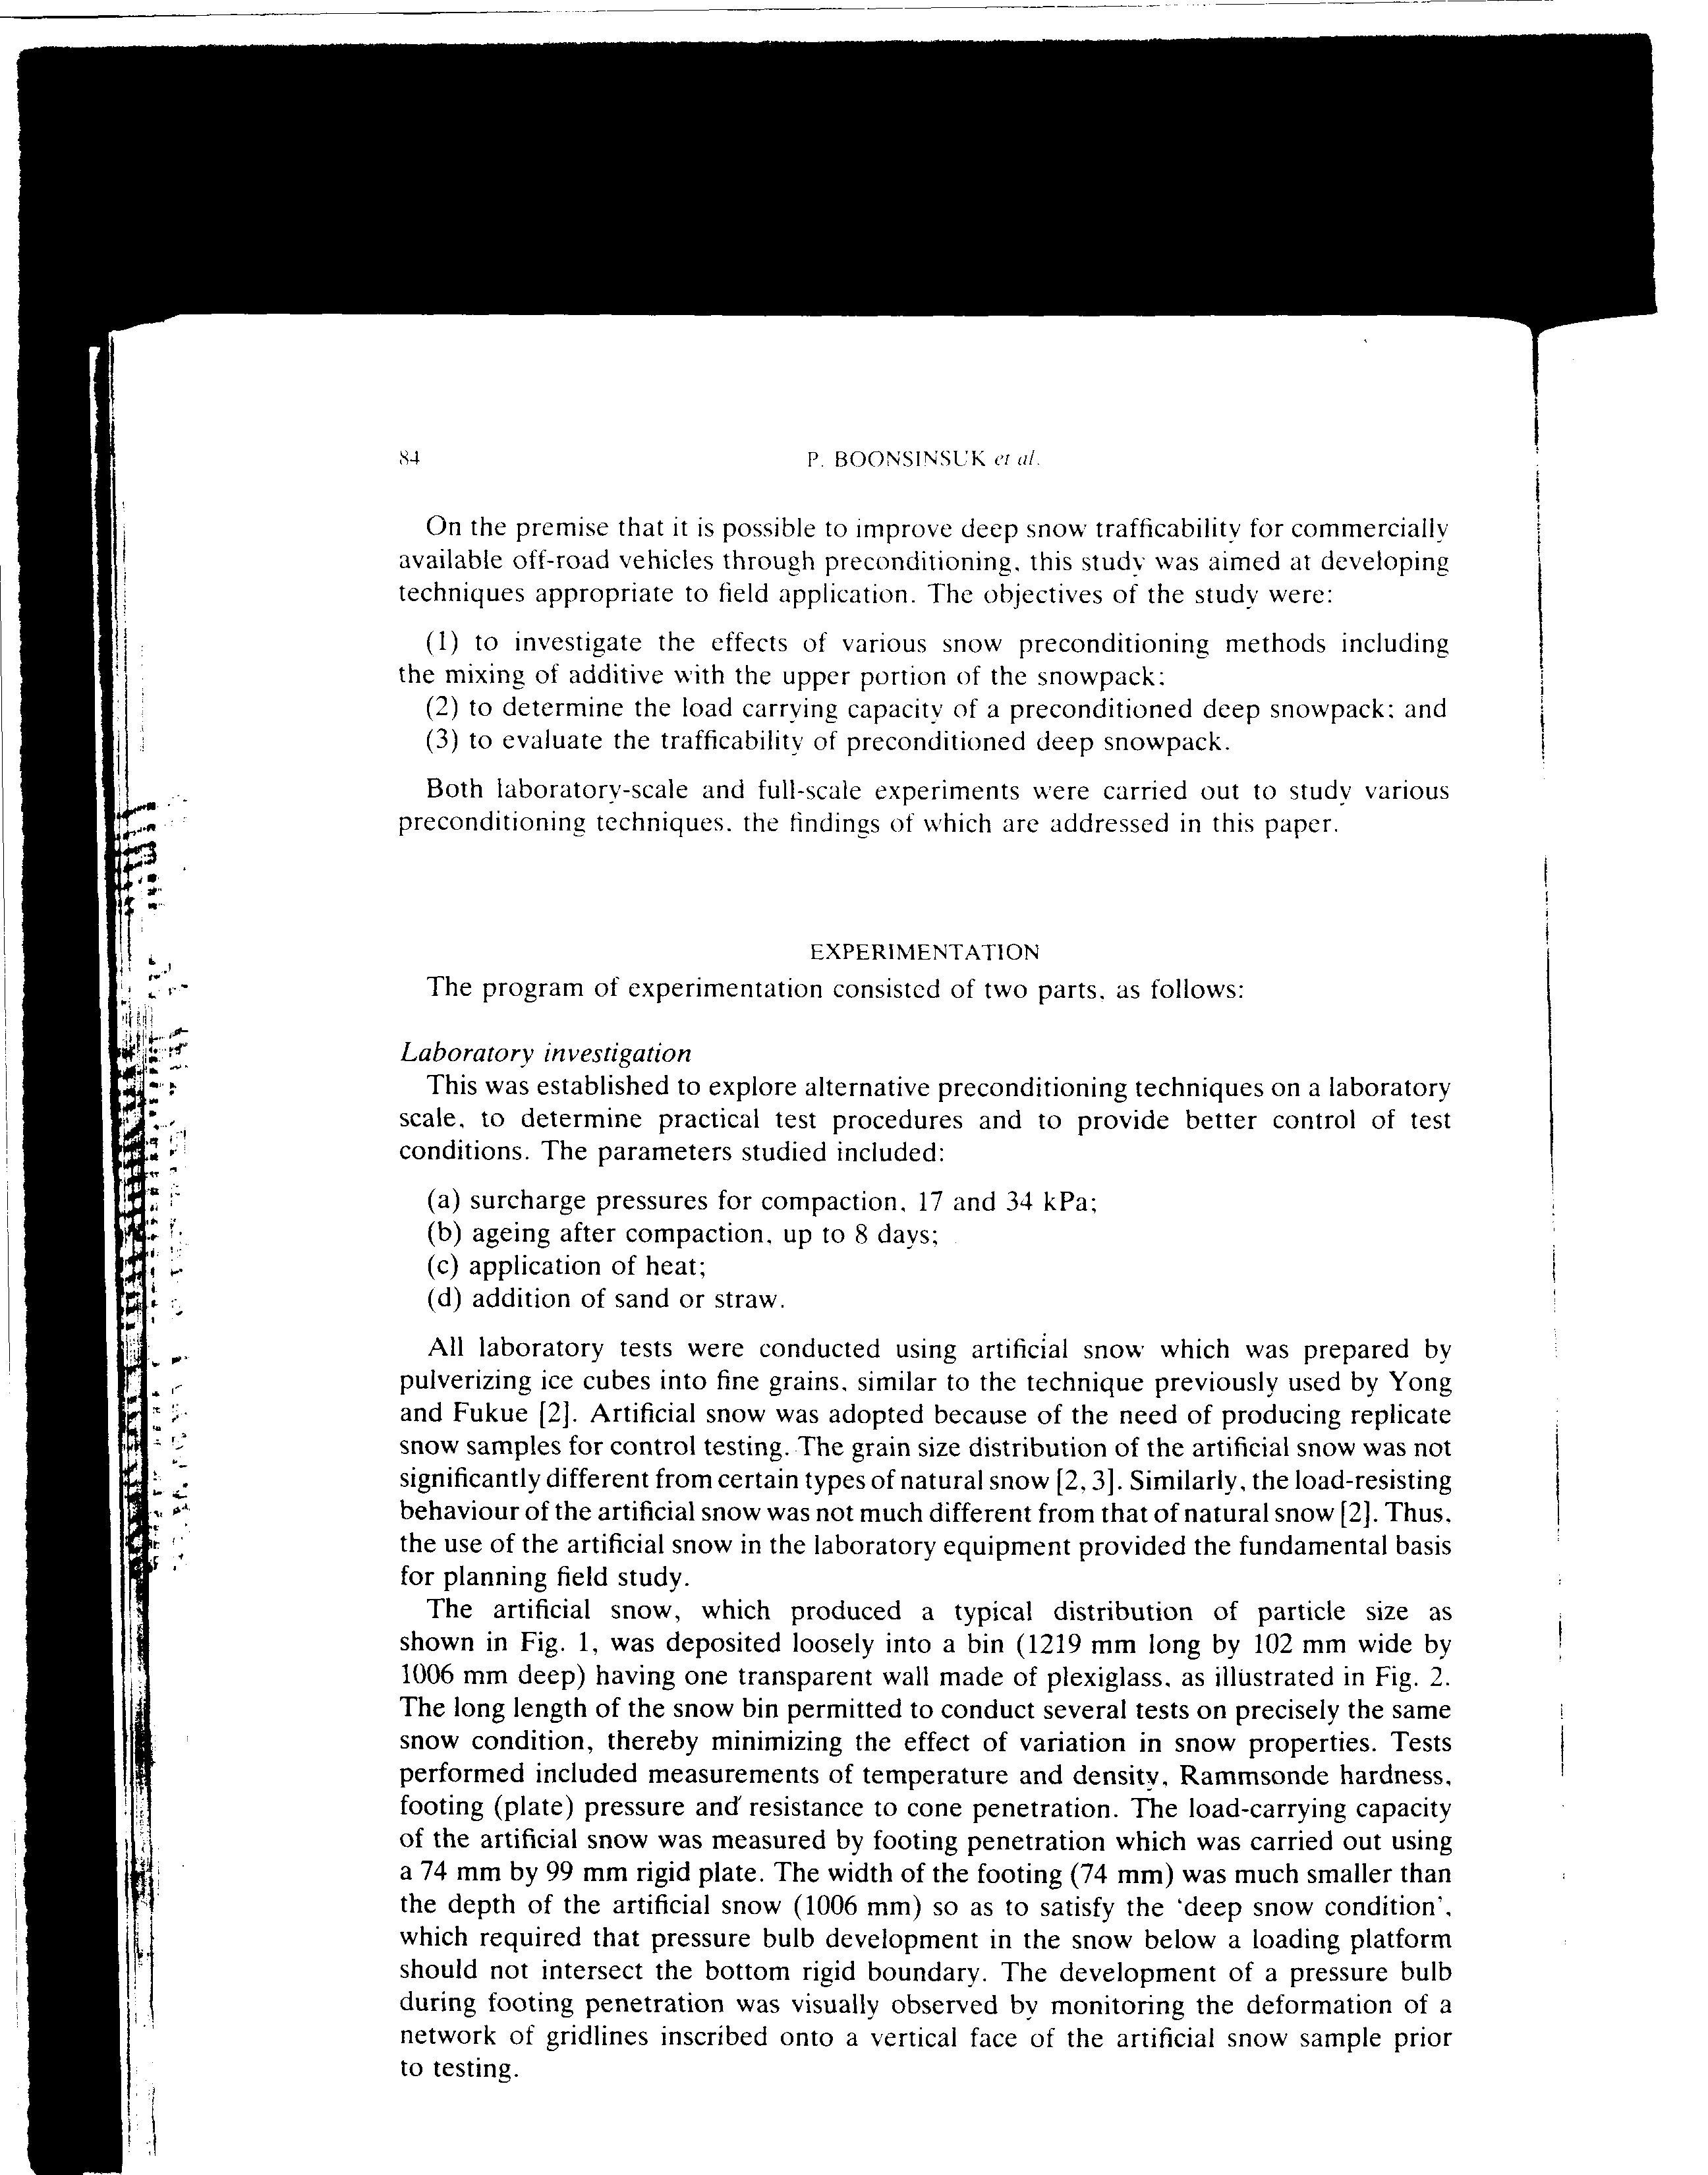 84
P. BOONSINSUK et al.
On the premise that it is possible to improve deep snow trafficability for commercially
available off-road vehicles through preconditioning, this study was aimed at developing
techniques appropriate to field application. The objectives of the study were:
(1) to investigate the effects of various snow preconditioning methods including
the mixing of additive with the upper portion of the snowpack;
(2) to determine the load carrying capacity of a preconditioned deep snowpack; and
(3) to evaluate the trafficability of preconditioned deep snowpack.
Both laboratory-scale and full-scale experiments were carried out to study various
preconditioning techniques, the findings of which are addressed in this paper.
EXPERIMENTATION
The program of experimentation consisted of two parts, as follows:
Laboratory investigation
This was established to explore alternative preconditioning techniques on a laboratory
scale, to determine practical test procedures and to provide better control of test
conditions. The parameters studied included:
(a) surcharge pressures for compaction, 17 and 34 kPa;
(b) ageing after compaction, up to 8 days;
(c) application of heat;
(d) addition of sand or straw.
All laboratory tests were conducted using artificial snow which was prepared by
pulverizing ice cubes into fine grains, similar to the technique previously used by Yong
and Fukue [2]. Artificial snow was adopted because of the need of producing replicate
snow samples for control testing. The grain size distribution of the artificial snow was not
significantly different from certain types of natural snow [2, 3]. Similarly, the load-resisting
behaviour of the artificial snow was not much different from that of natural snow [2]. Thus,
the use of the artificial snow in the laboratory equipment provided the fundamental basis
for planning field study.
The artificial snow, which produced a typical distribution of particle size as
shown in Fig. 1, was deposited loosely into a bin (1219 mm long by 102 mm wide by
1006 mm deep) having one transparent wall made of plexiglass, as illustrated in Fig. 2.
The long length of the snow bin permitted to conduct several tests on precisely the same
snow condition, thereby minimizing the effect of variation in snow properties. Tests
performed included measurements of temperature and density, Rammsonde hardness,
footing (plate) pressure and resistance to cone penetration. The load-carrying capacity
of the artificial snow was measured by footing penetration which was carried out using
a 74 mm by 99 mm rigid plate. The width of the footing (74 mm) was much smaller than
the depth of the artificial snow (1006 mm) so as to satisfy the 'deep snow condition',
which required that pressure bulb development in the snow below a loading platform
should not intersect the bottom rigid boundary. The development of a pressure bulb
during footing penetration was visually observed by monitoring the deformation of a
network of gridlines inscribed onto a vertical face of the artificial snow sample prior
to testing.